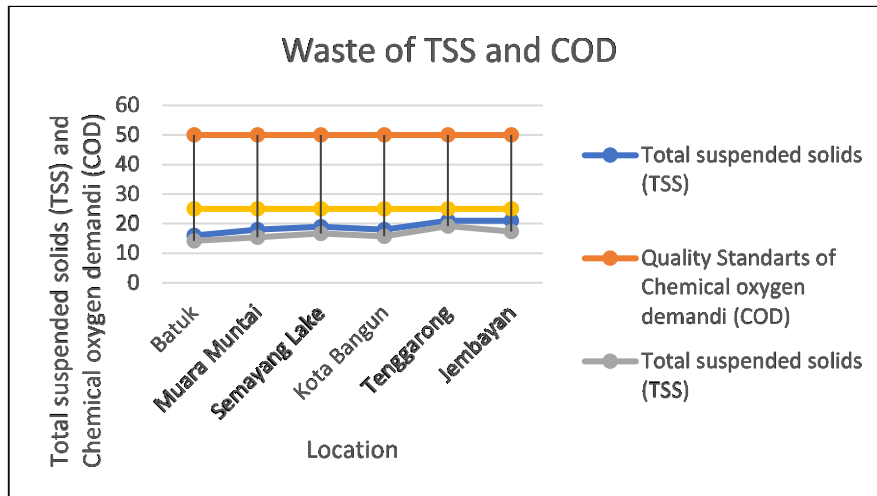 Waste of TSS and COD
Total suspended solids (TSS) and
Chemical oxygen demandi (COD)
60
50
40
30
20
10
0
Batuk
Muara Muntai
Semayang Lake
Kota Bangun
Tenggarong
Jembayan
Location
Total suspended solids
(TSS)
Quality Standarts of
Chemical oxygen
demandi (COD)
Total suspended solids
(TSS)